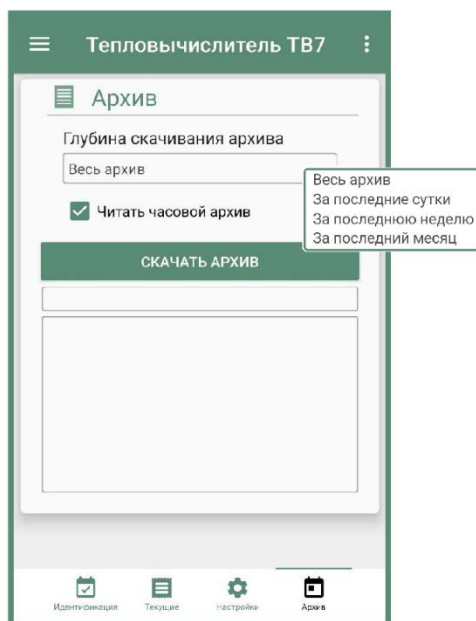 Тепловычислитель ТВ7
Архив
Глубина скачивания архива
Весь архив
Весь архив
За последние сутки
За последнюю неделю
За последний месяц
Читать часовой архив
СКАЧАТЬ АРХИВ
Идентификация Текущие Настройки Архив